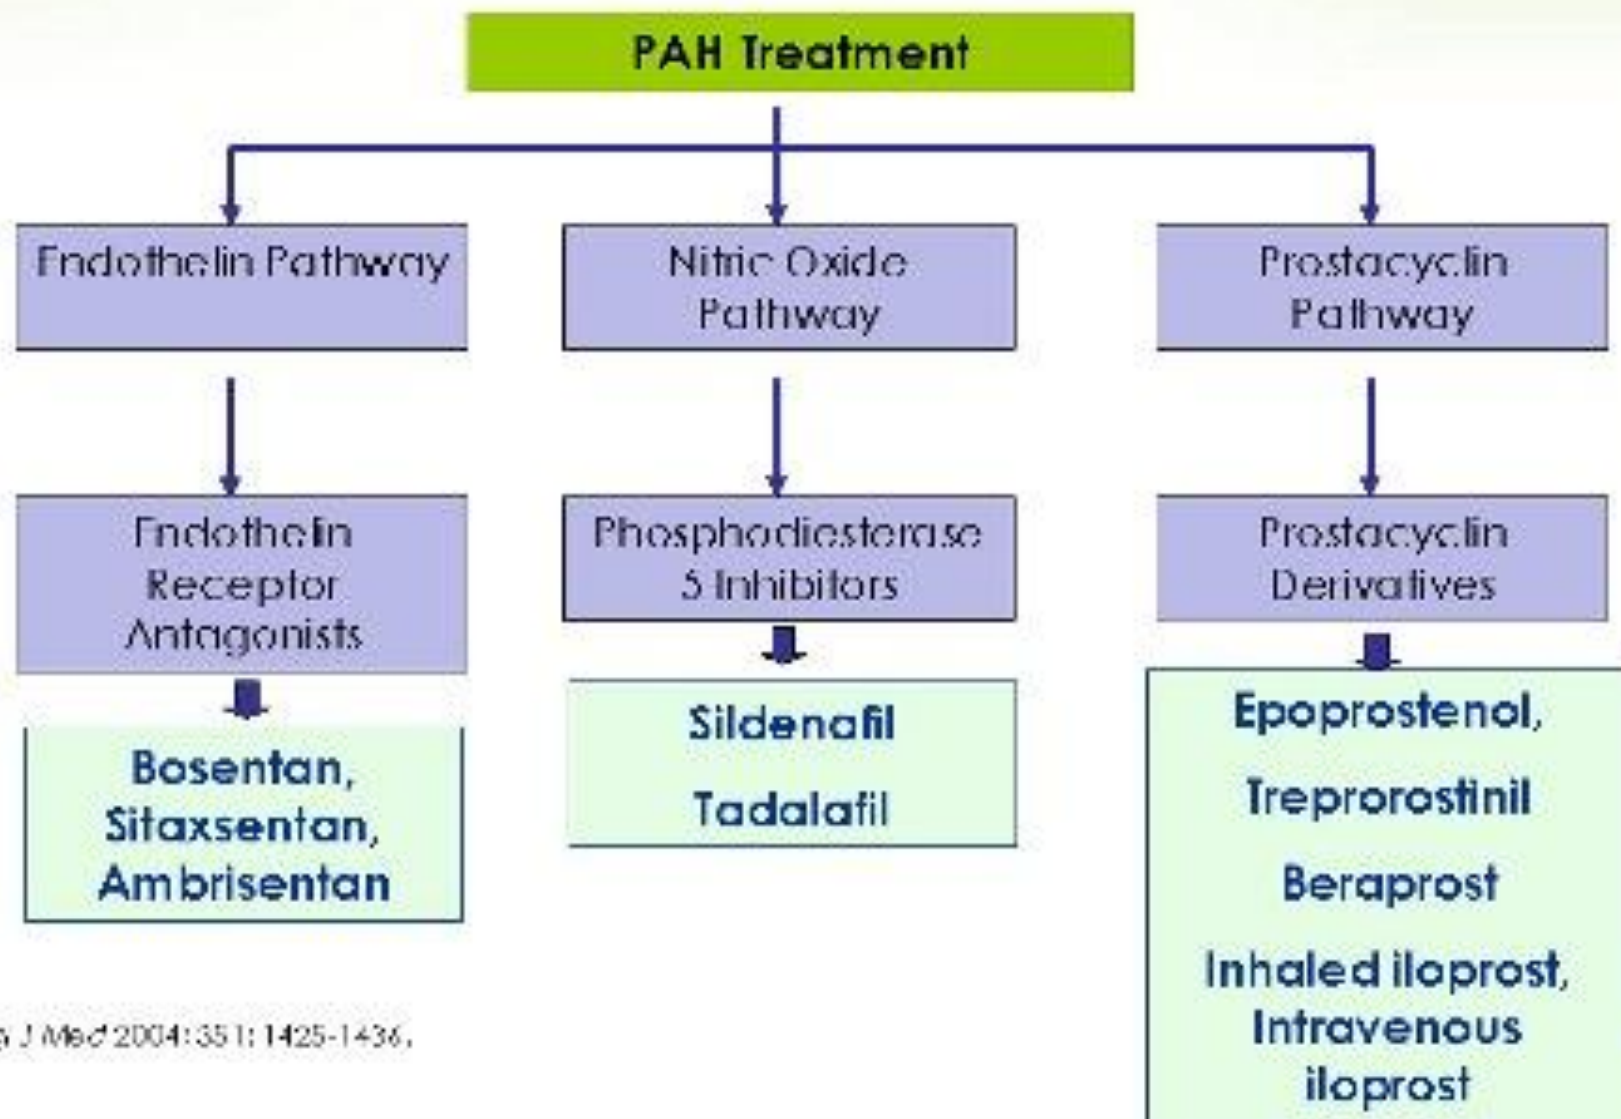 PAH Treatment
Endothelin Pathway
Nitric Oxide
Pathway
Prostacyclin
Pathway
Endothelin
Receptor
Antagonists
Phosphodiesterase
5 Inhibitors
Prostacyclin
Derivatives
Bosentan,
Sitaxsentan,
Ambrisentan
Sildenafil
Tadalafil
Epoprostenol,
Treprorostinil
Beraprost
Inhaled iloprost,
Intravenous
iloprost
J Med 2004; 351: 1425-1436.